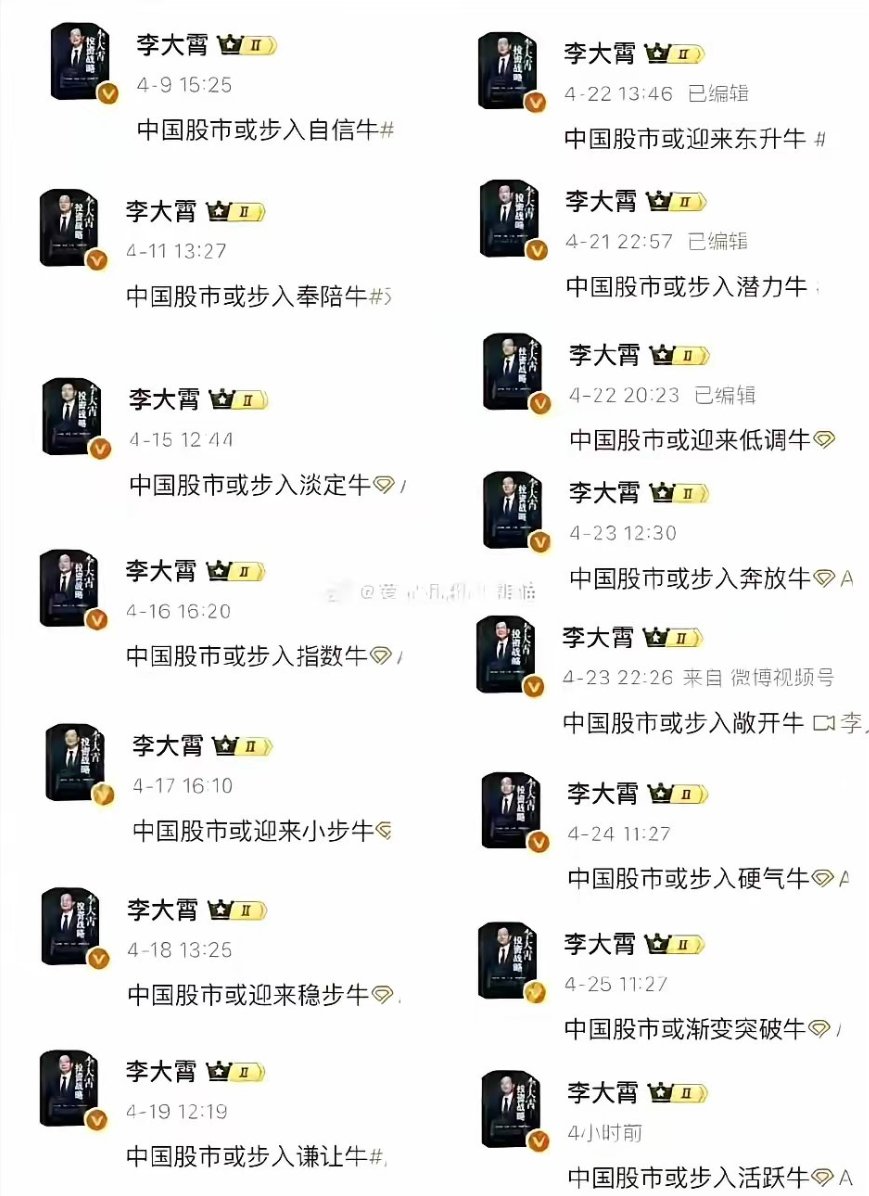 李大霄 II
4-9 15:25
中国股市或步入自信牛#
李大霄 II
4-11 13:27
中国股市或步入奉陪牛#
李大霄 II
4-15 12:44
中国股市或步入淡定牛
李大霄 II
4-16 16:20
中国股市或步入指数牛
李大霄 II
4-17 16:10
中国股市或迎来小步牛
李大霄 II
4-18 13:25
中国股市或迎来稳步牛
李大霄 II
4-19 12:19
中国股市或步入谦让牛#
李大霄 II
4-22 13:46 已编辑
中国股市或迎来东升牛 #
李大霄 II
4-21 22:57 已编辑
中国股市或步入潜力牛
李大霄 II
4-22 20:23 已编辑
中国股市或迎来低调牛
李大霄 II
4-23 12:30
中国股市或步入奔放牛 A
李大霄 II
4-23 22:26 来自 微博视频号
中国股市或步入敞开牛 李
李大霄 II
4-24 11:27
中国股市或步入硬气牛 A
李大霄 II
4-25 11:27
中国股市或渐变突破牛
李大霄 II
4小时前
中国股市或步入活跃牛 A